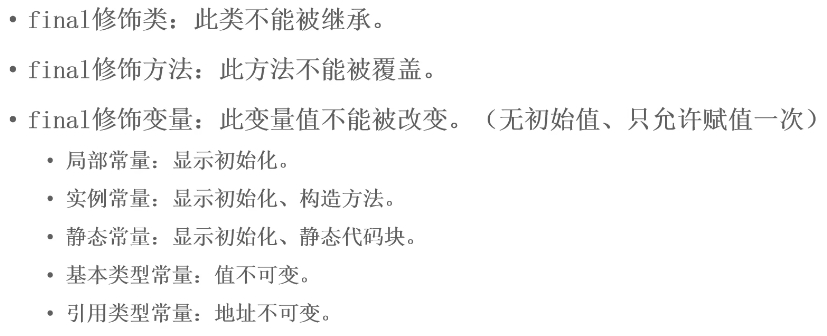 • final修饰类：此类不能被继承。
• final修饰方法：此方法不能被覆盖。
• final修饰变量：此变量值不能被改变。（无初始值、只允许赋值一次）
• 局部常量：显示初始化。
• 实例常量：显示初始化、构造方法。
• 静态常量：显示初始化、静态代码块。
• 基本类型常量：值不可变。
• 引用类型常量：地址不可变。